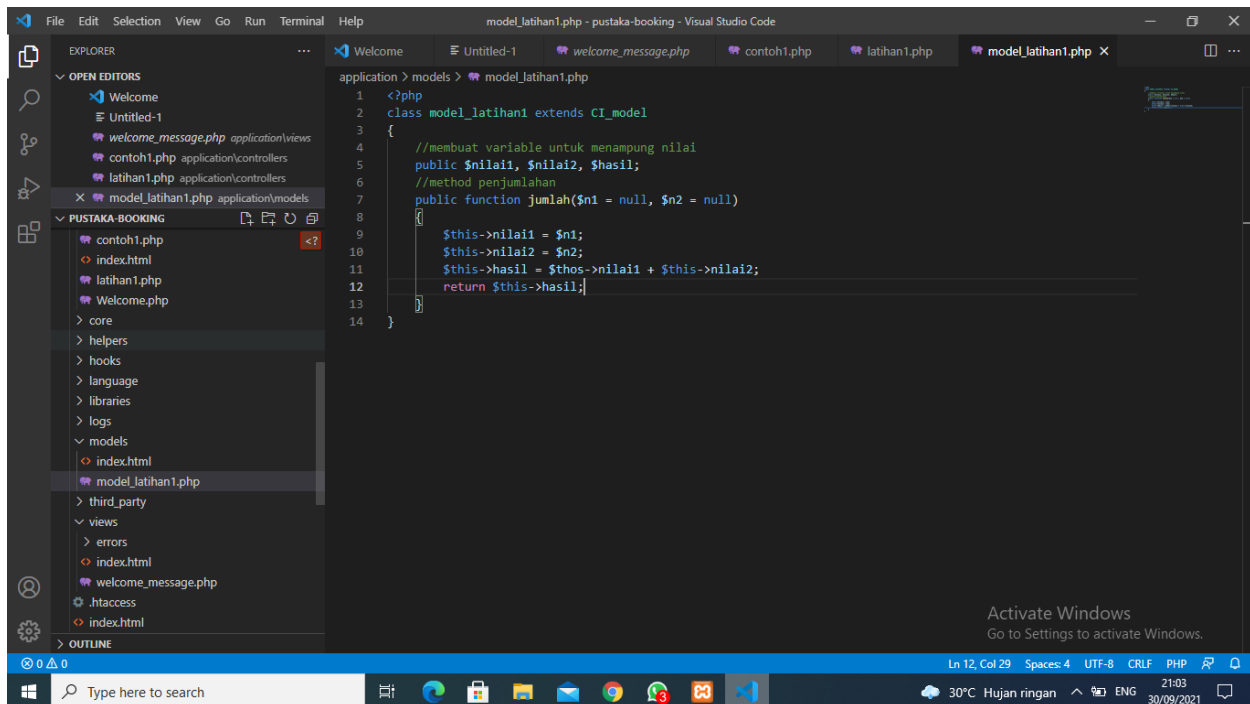 File Edit Selection View Go Run Terminal Help
model_latihan1.php - pustaka-booking - Visual Studio Code
EXPLORER
OPEN EDITORS
Welcome
Untitled-1
welcome_message.php application\views
contoh1.php application\controllers
latihan1.php application\controllers
model_latihan1.php application\models
PUSTAKA-BOOKING
contoh1.php
<?
index.html
latihan1.php
Welcome.php
core
helpers
hooks
language
libraries
logs
models
index.html
model_latihan1.php
third_party
views
errors
index.html
welcome_message.php
.htaccess
index.html
OUTLINE
Welcome Untitled-1 welcome_message.php contoh1.php latihan1.php model_latihan1.php
application > models > model_latihan1.php
1 <?php
2 class model_latihan1 extends CI_model
3 {
4 //membuat variable untuk menampung nilai
5 public $nilai1, $nilai2, $hasil;
6 //method penjumlahan
7 public function jumlah($n1 = null, $n2 = null)
8 {
9 $this->nilai1 = $n1;
10 $this->nilai2 = $n2;
11 $this->hasil = $thos->nilai1 + $this->nilai2;
12 return $this->hasil;
13 }
14 }
Activate Windows
Go to Settings to activate Windows.
0 0
Ln 12, Col 29 Spaces: 4 UTF-8 CRLF PHP
Type here to search
3
30°C Hujan ringan
ENG
21:03
30/09/2021